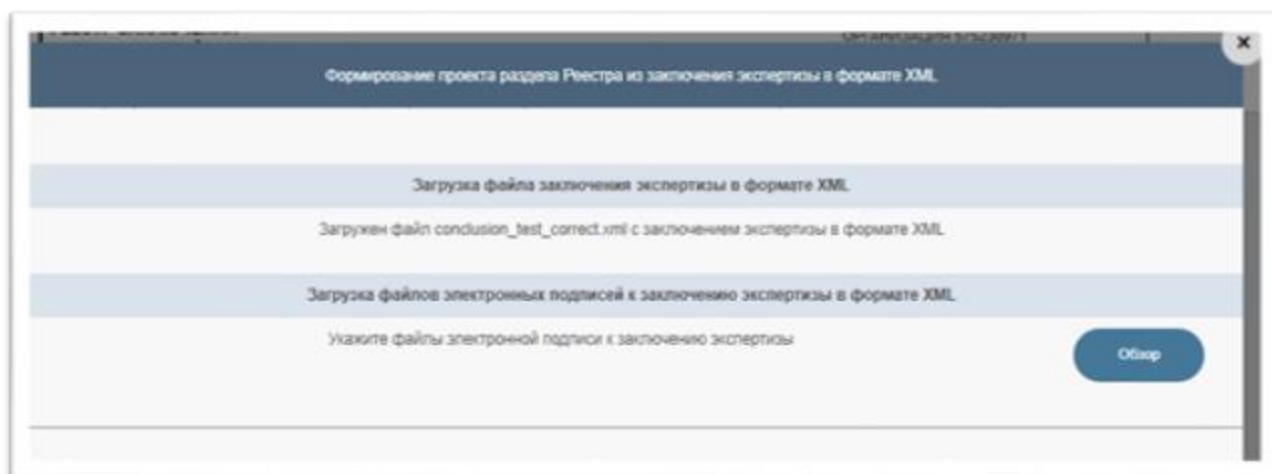 ОРГАНИЗАЦИЯ 575230971
Формирование проекта раздела Реестра из заключения экспертизы в формате XML
Загрузка файла заключения экспертизы в формате XML
Загружен файл conclusion_test_correct.xml с заключением экспертизы в формате XML
Загрузка файлов электронных подписей к заключению экспертизы в формате XML
Укажите файлы электронной подписи к заключению экспертизы
Обзор